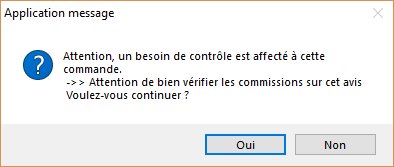 Application message
Attention, un besoin de contrôle est affecté à cette
commande.
->> Attention de bien vérifier les commissions sur cet avis
Voulez-vous continuer ?
Oui
Non